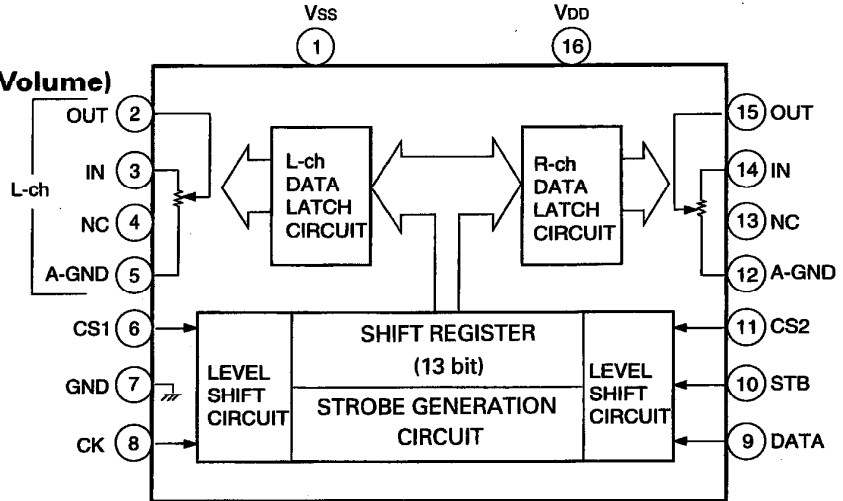 Vss
VDD
1
16
Volume)
OUT 2
15 OUT
L-ch
DATA
LATCH
CIRCUIT
R-ch
DATA
LATCH
CIRCUIT
IN 3
14 IN
L-ch
NC 4
13 NC
A-GND 5
12 A-GND
CS1 6
11 CS2
SHIFT REGISTER
(13 bit)
LEVEL
SHIFT
CIRCUIT
LEVEL
SHIFT
CIRCUIT
GND 7
10 STB
STROBE GENERATION
CIRCUIT
CK 8
9 DATA